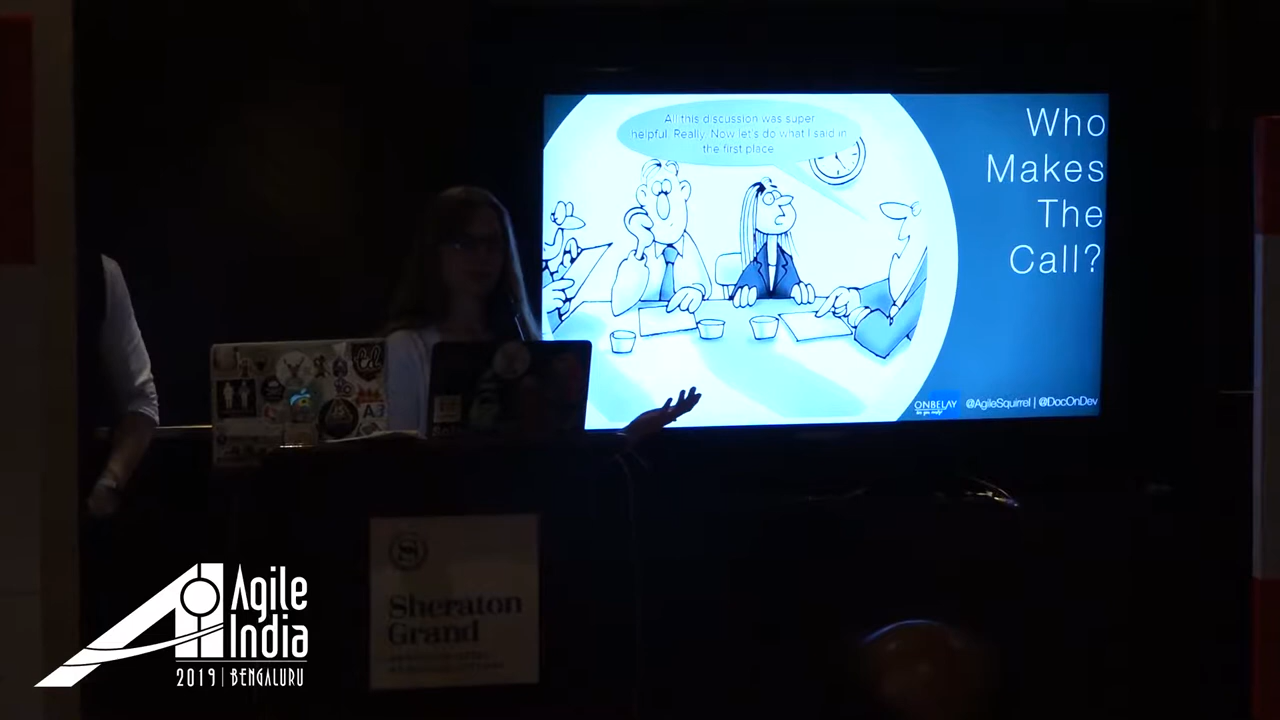 All this discussion was super
helpful. Really. Now let's do what I said in
the first place
Who
Makes
The
Call?
ONBELAY
@AgileSquirrel | @DocOnDev
Sheraton
Grand
Agile
India
2019 | BENGALURU